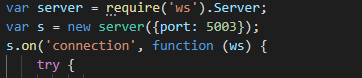 var server = require('ws').Server;
var s = new server({port: 5003});
s.on('connection', function (ws) {
try {